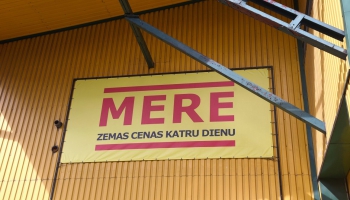 MERE
ZEMAS CENAS KATRU DIENU